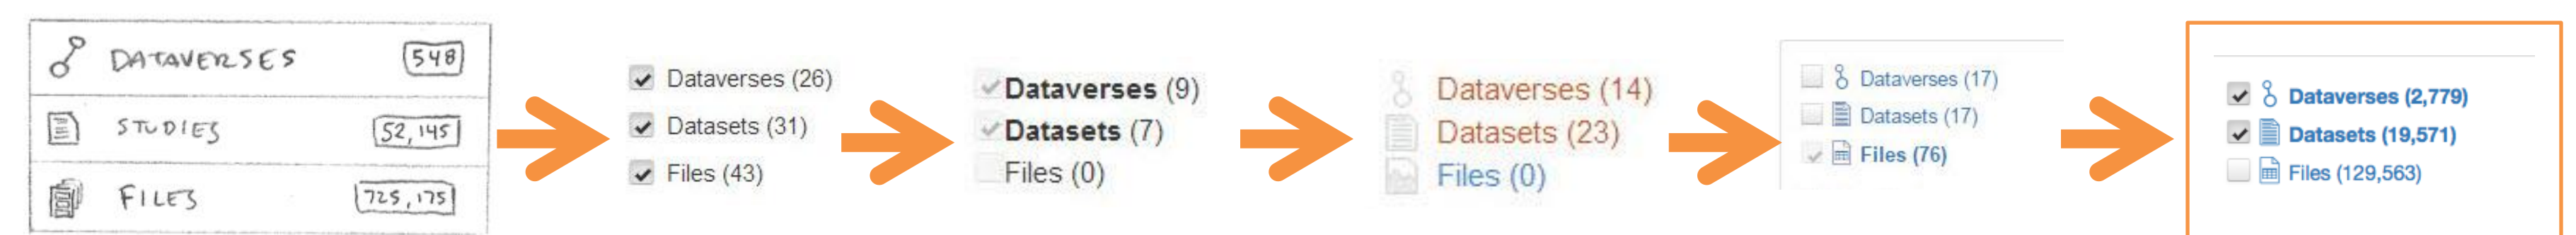 DATAVERSES 548
STUDIES 52,145
FILES 725,175
Dataverses (26)
Datasets (31)
Files (43)
Dataverses (9)
Datasets (7)
Files (0)
Dataverses (14)
Datasets (23)
Files (0)
Dataverses (17)
Datasets (17)
Files (76)
Dataverses (2,779)
Datasets (19,571)
Files (129,563)